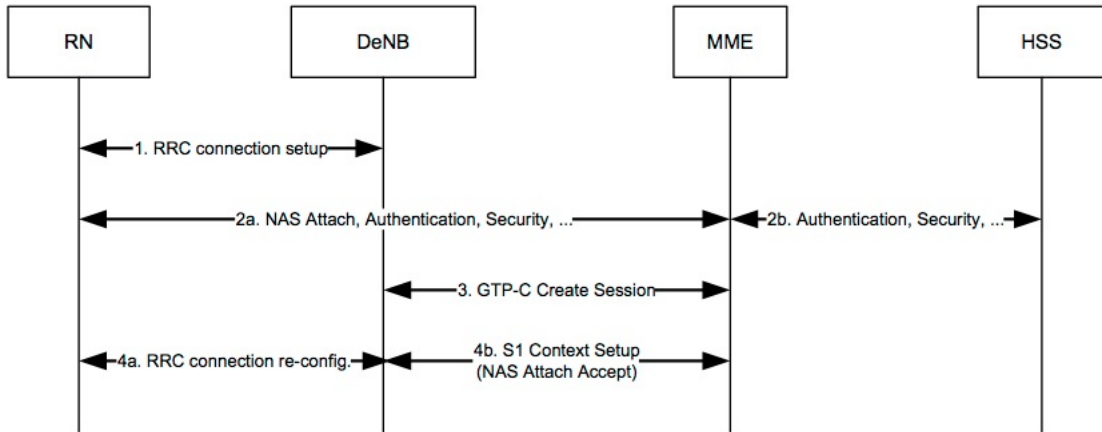 RN
DeNB
MME
HSS
1. RRC connection setup
2a. NAS Attach, Authentication, Security, ...
2b. Authentication, Security, ...
3. GTP-C Create Session
4a. RRC connection re-config.
4b. S1 Context Setup
(NAS Attach Accept)